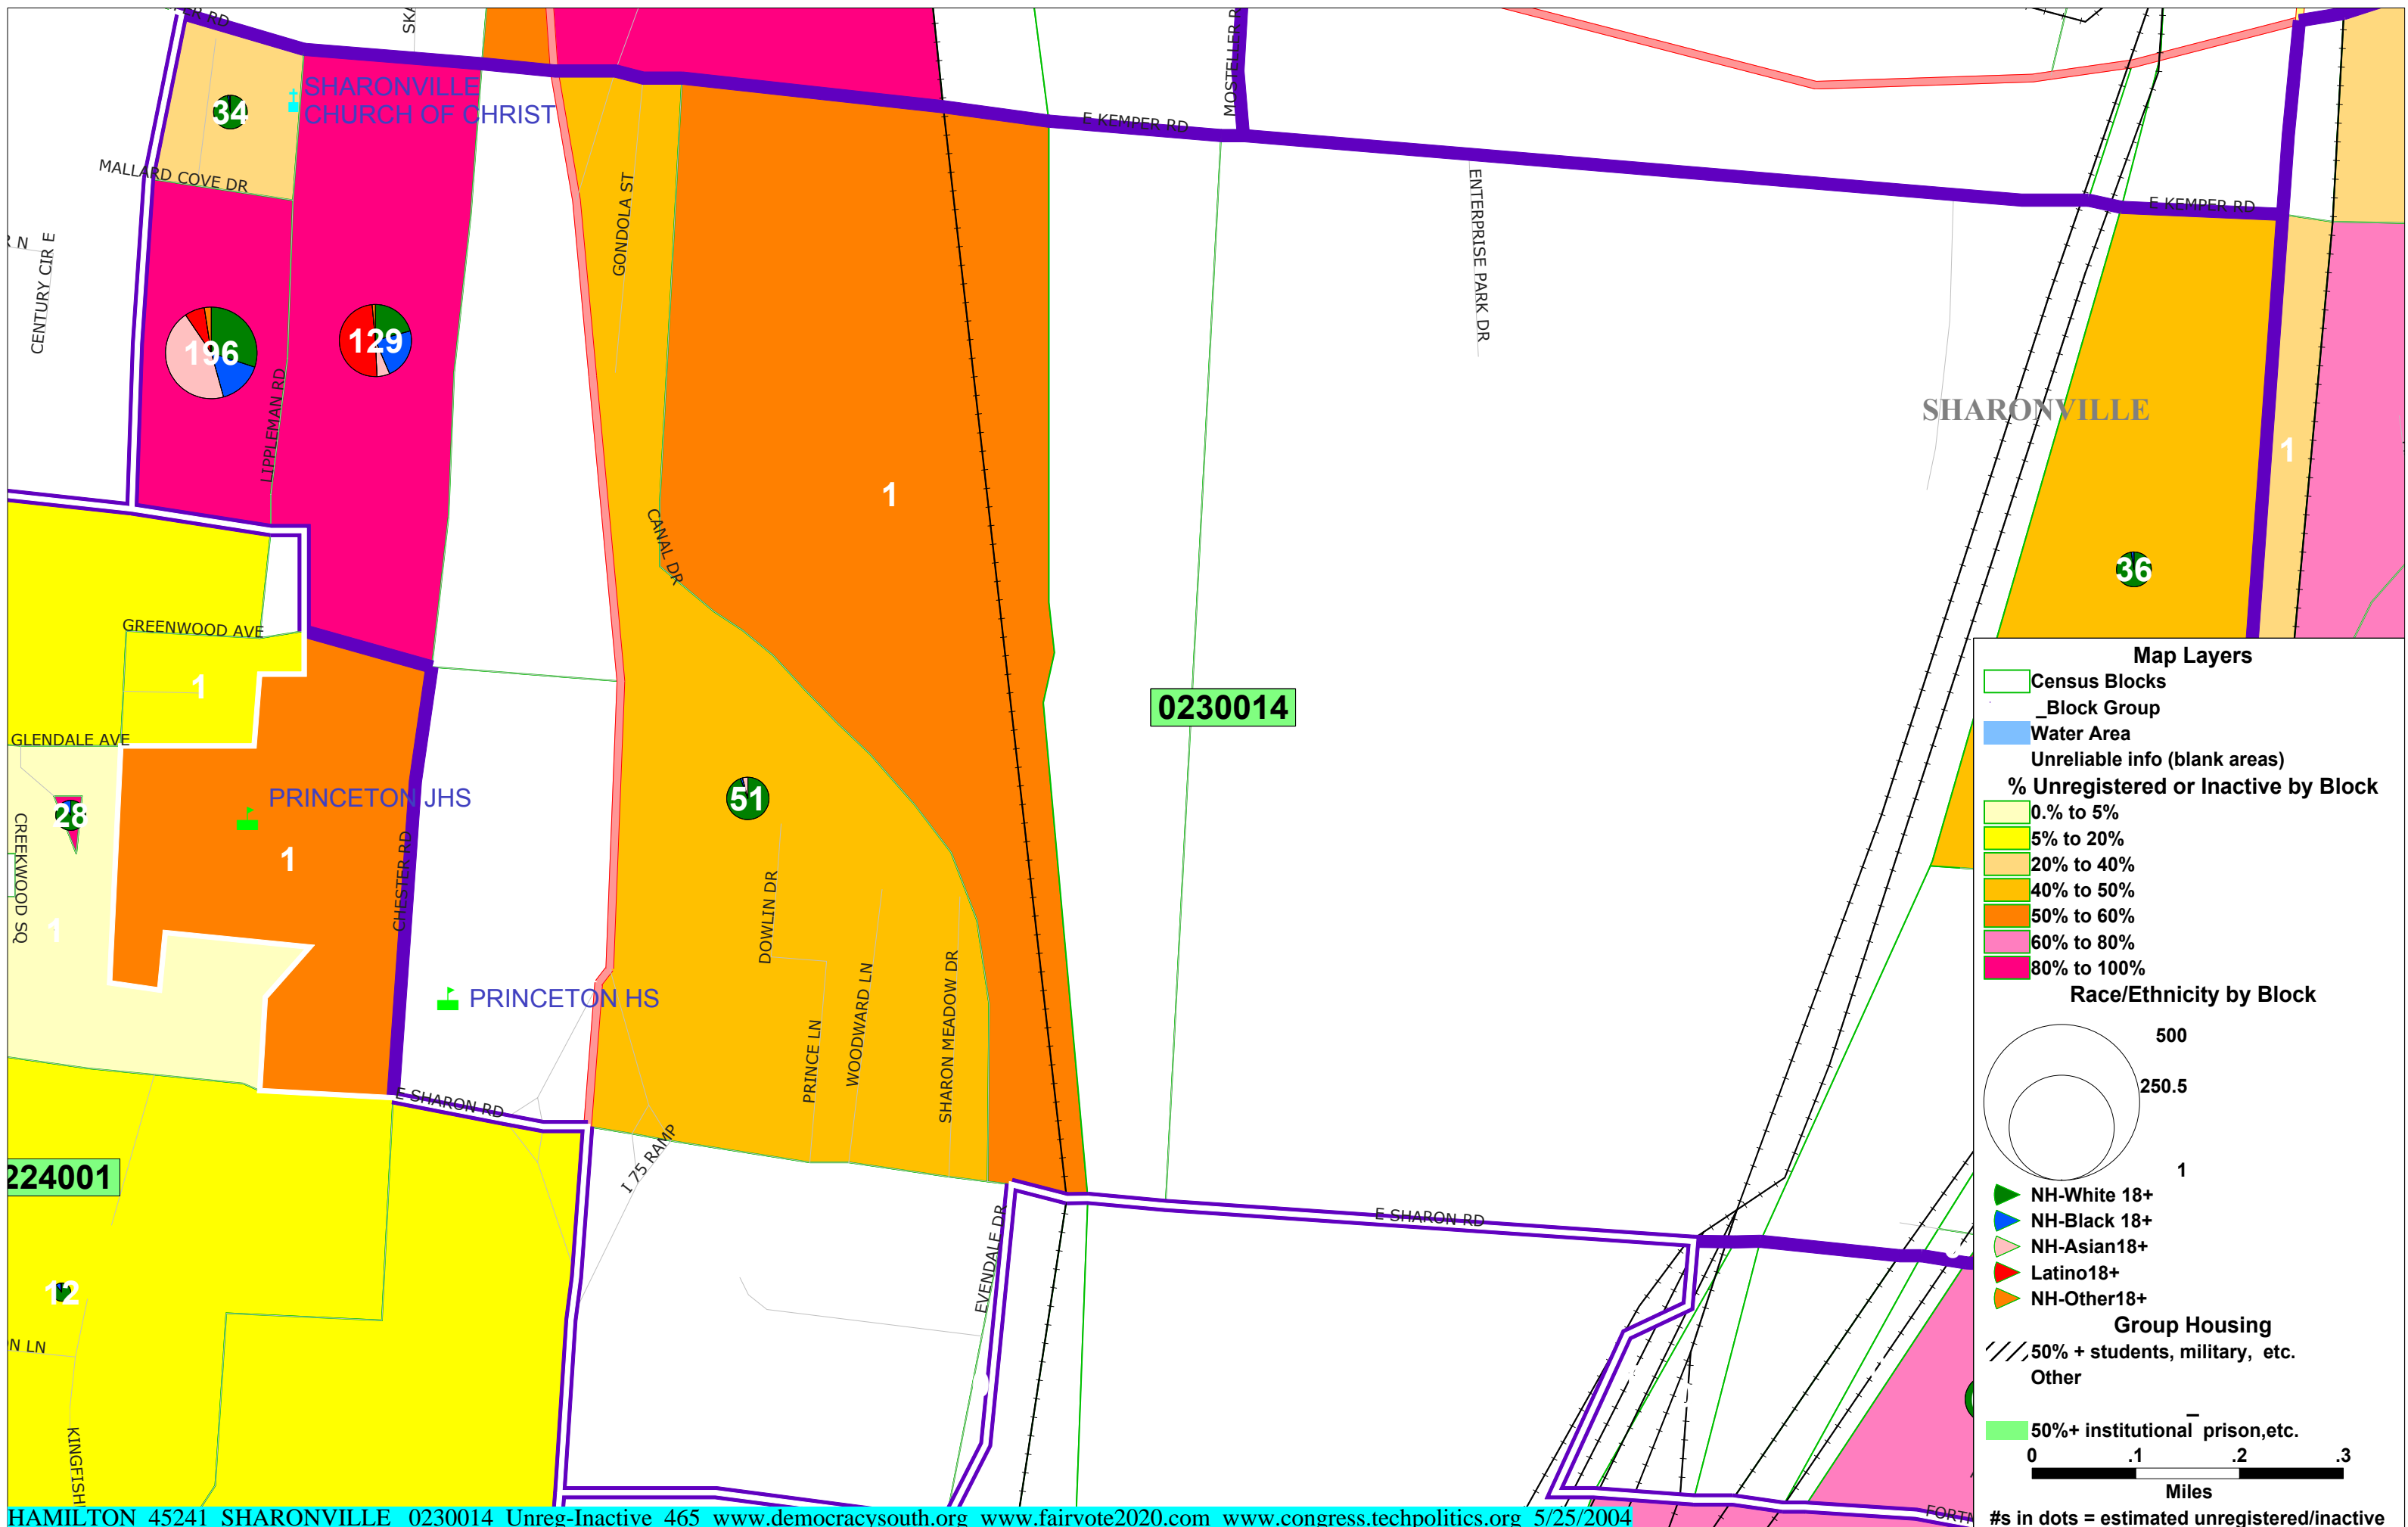 SHARONVILLE
CHURCH OF CHRIST
34
MALLARD COVE DR
CENTURY CIR E
196
129
LIPPLEMAN RD
GONDOLA ST
CANAL DR
MOSTELLER
E KEMPER RD
E KEMPER RD
ENTERPRISE PARK DR
SHARONVILLE
1
1
36
GREENWOOD AVE
1
GLENDALE AVE
PRINCETON JHS
28
1
1
CREEKWOOD SQ
CHESTER RD
PRINCETON HS
51
DOWLIN DR
PRINCE LN
WOODWARD LN
SHARON MEADOW DR
0230014
E SHARON RD
I 75 RAMP
E SHARON RD
EVENDALE DR
224001
12
N LN
KINGFISH
Map Layers
Census Blocks
_Block Group
Water Area
Unreliable info (blank areas)
% Unregistered or Inactive by Block
0.% to 5%
5% to 20%
20% to 40%
40% to 50%
50% to 60%
60% to 80%
80% to 100%
Race/Ethnicity by Block
500
250.5
1
NH-White 18+
NH-Black 18+
NH-Asian18+
Latino18+
NH-Other18+
Group Housing
50% + students, military, etc.
Other
50%+ institutional prison,etc.
0 .1 .2 .3
Miles
#s in dots = estimated unregistered/inactive
HAMILTON 45241 SHARONVILLE 0230014 Unreg-Inactive 465 www.democracysouth.org www.fairvote2020.com www.congress.techpolitics.org 5/25/2004